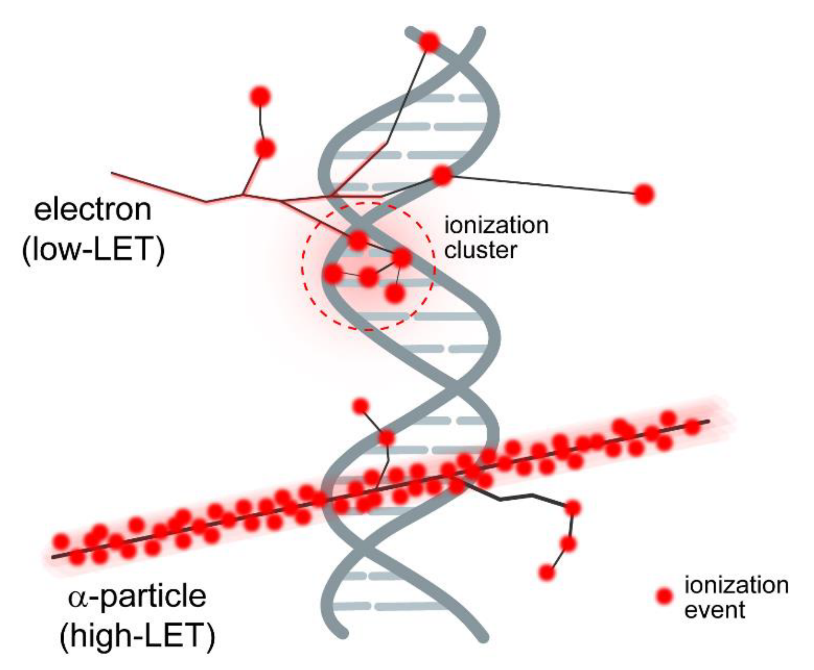 electron
(low-LET)
ionization
cluster
α-particle
(high-LET)
ionization
event